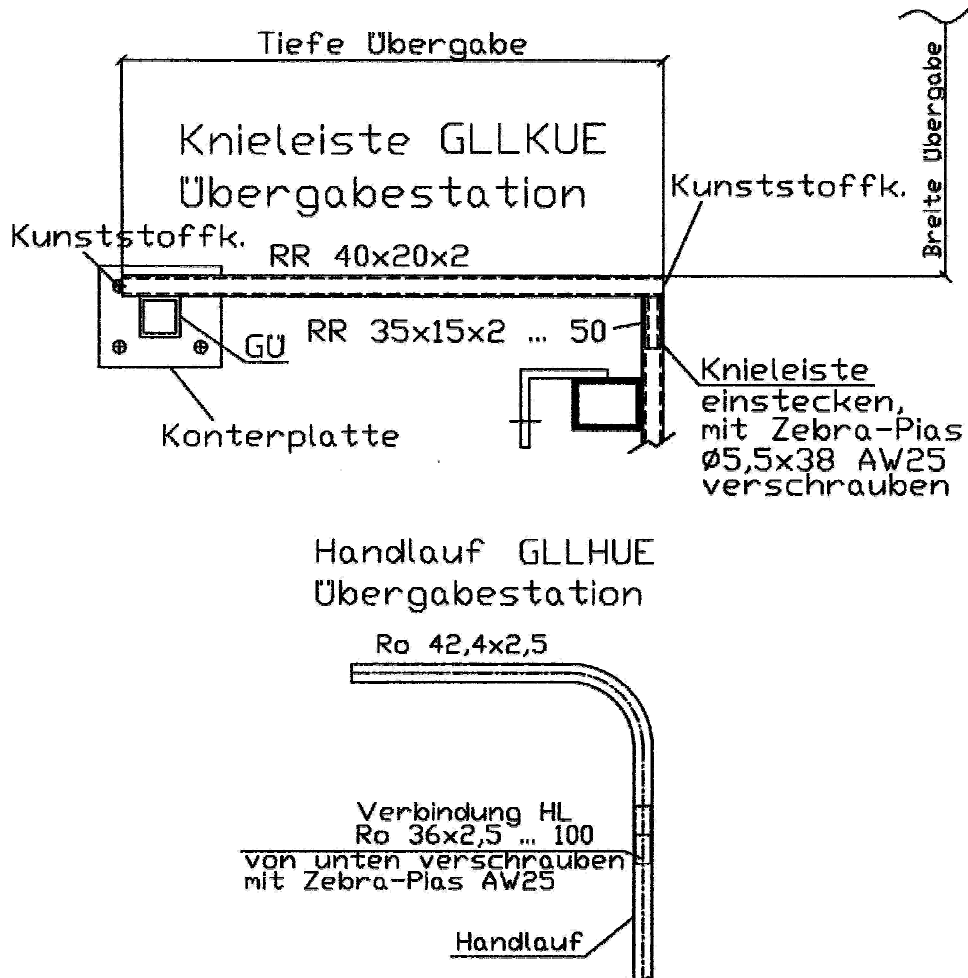 Tiefe Übergabe
Breite Übergabe
Knieleiste GLLKUE
Übergabestation
Kunststoffk.
Kunststoffk.
RR 40x20x2
RR 35x15x2 ... 50
GÜ
Konterplatte
Knieleiste
einstecken,
mit Zebra-Pias
Ø5,5x38 AW25
verschrauben
Handlauf GLLHUE
Übergabestation
Ro 42,4x2,5
Verbindung HL
Ro 36x2,5 ... 100
von unten verschrauben
mit Zebra-Pias AW25
Handlauf